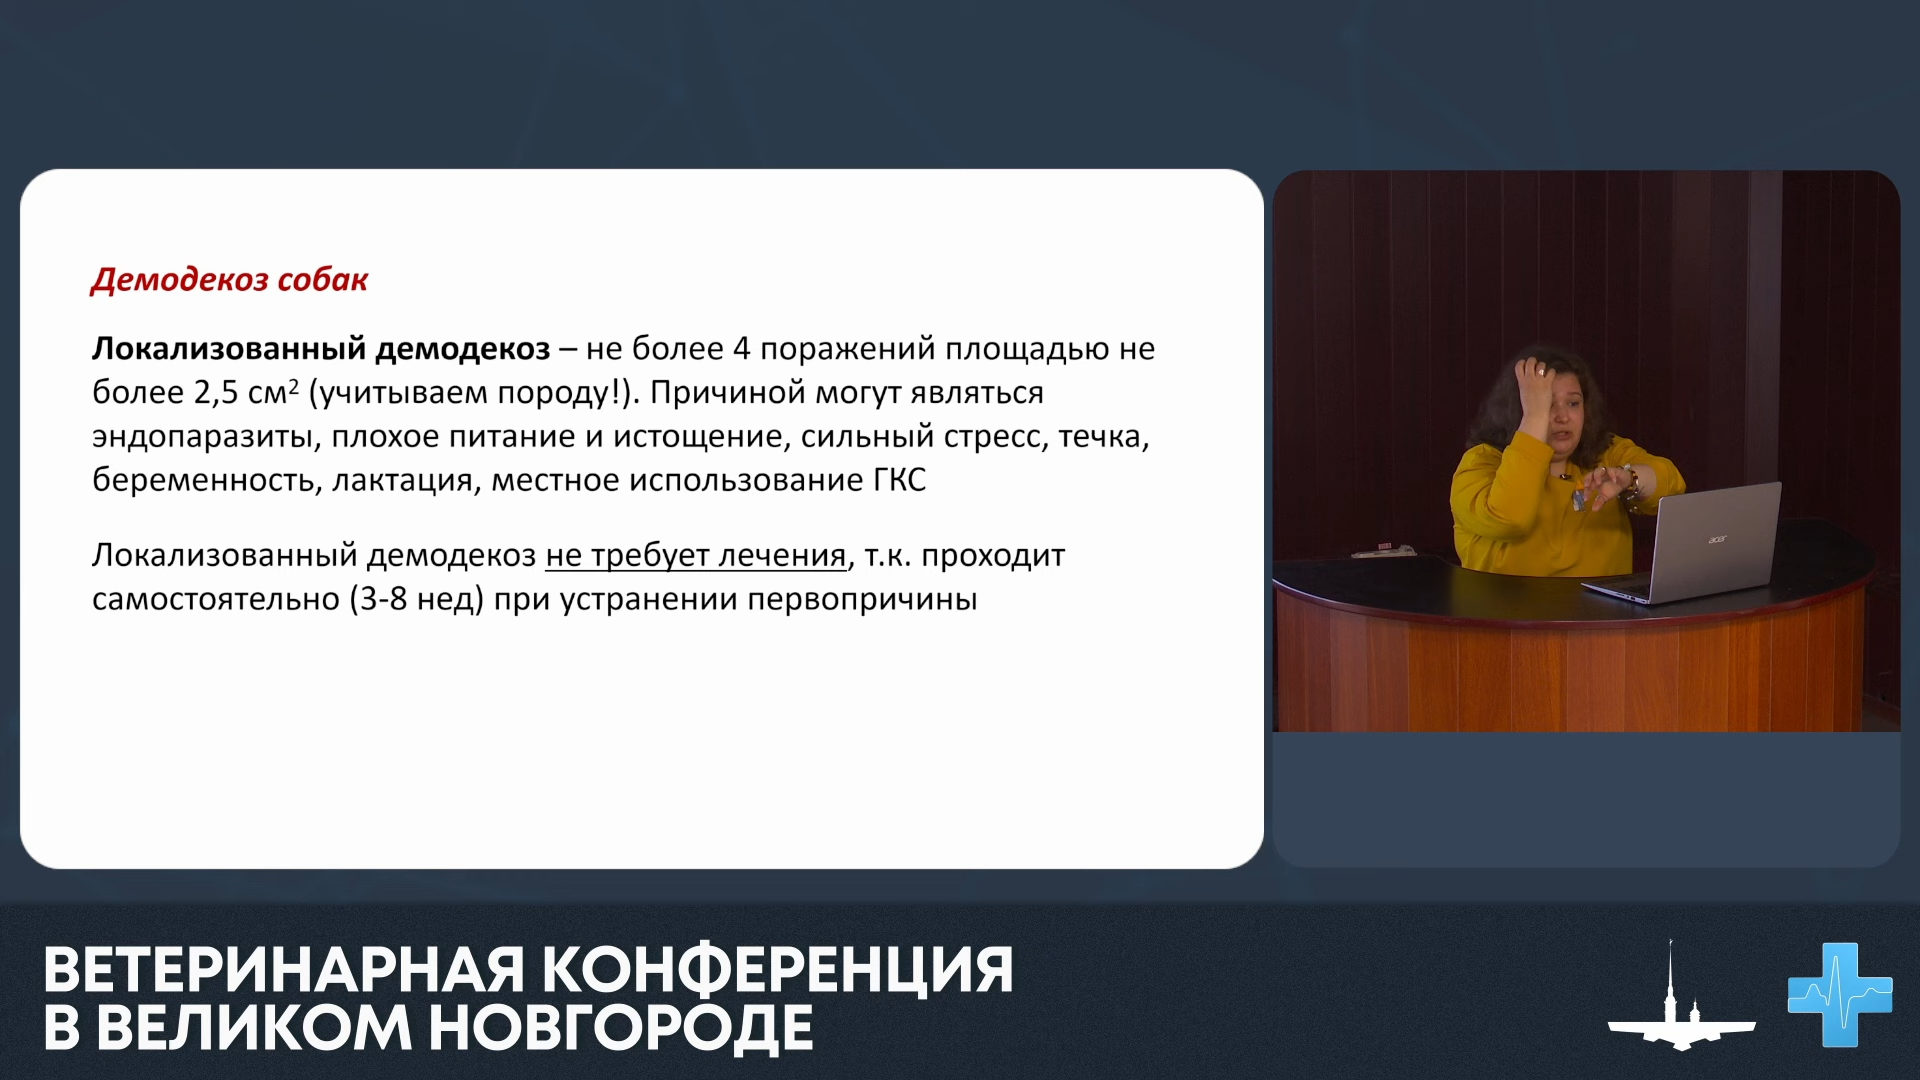 Демодекоз собак
Локализованный демодекоз – не более 4 поражений площадью не
более 2,5 см² (учитываем породу!). Причиной могут являться
эндопаразиты, плохое питание и истощение, сильный стресс, течка,
беременность, лактация, местное использование ГКС
Локализованный демодекоз не требует лечения, т.к. проходит
самостоятельно (3-8 нед) при устранении первопричины
acer
ВЕТЕРИНАРНАЯ КОНФЕРЕНЦИЯ
В ВЕЛИКОМ НОВГОРОДЕ